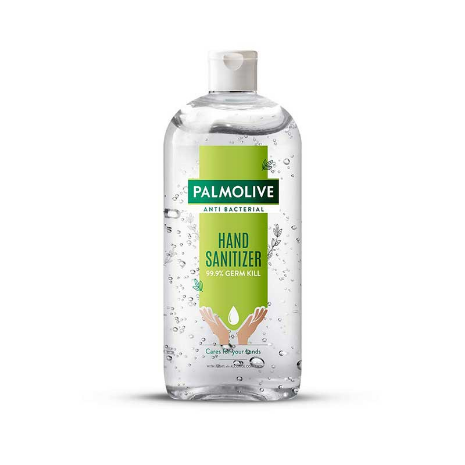 PALMOLIVE
ANTI BACTERIAL
HAND
SANITIZER
99.9% GERM KILL
Cares for your hands